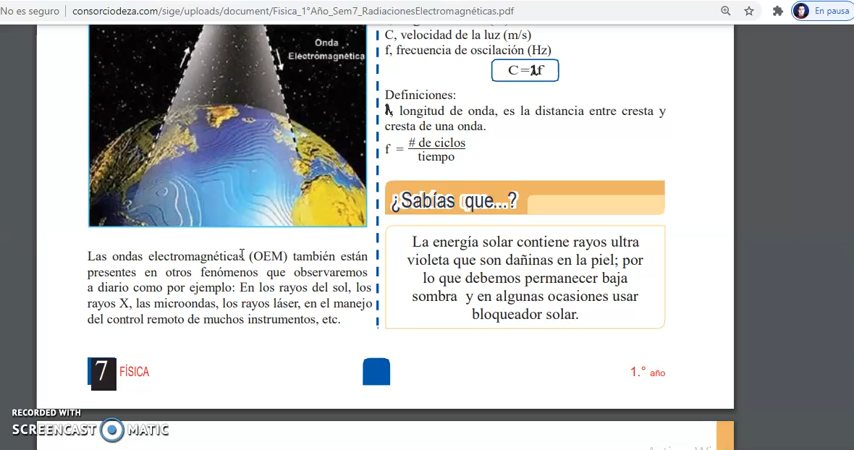 No es seguro
consorciodeza.com/sige/uploads/document/Fisica_1°Año_Sem7_RadiacionesElectromagnéticas.pdf
En pausa
Onda
Electromagnética
C, velocidad de la luz (m/s)
f, frecuencia de oscilación (Hz)
C=λf
Definiciones:
λ, longitud de onda, es la distancia entre cresta y
cresta de una onda.
f = # de ciclos
tiempo
¿Sabías que...?
La energía solar contiene rayos ultra
violeta que son dañinas en la piel; por
lo que debemos permanecer baja
sombra y en algunas ocasiones usar
bloqueador solar.
Las ondas electromagnéticas (OEM) también están
presentes en otros fenómenos que observaremos
a diario como por ejemplo: En los rayos del sol, los
rayos X, las microondas, los rayos láser, en el manejo
del control remoto de muchos instrumentos, etc.
7 FÍSICA
1.° año
RECORDED WITH
SCREENCAST MATIC